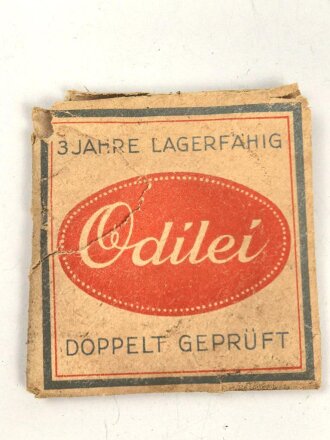 3 JAHRE LAGERFÄHIG
Odilei
DOPPELT GEPRÜFT